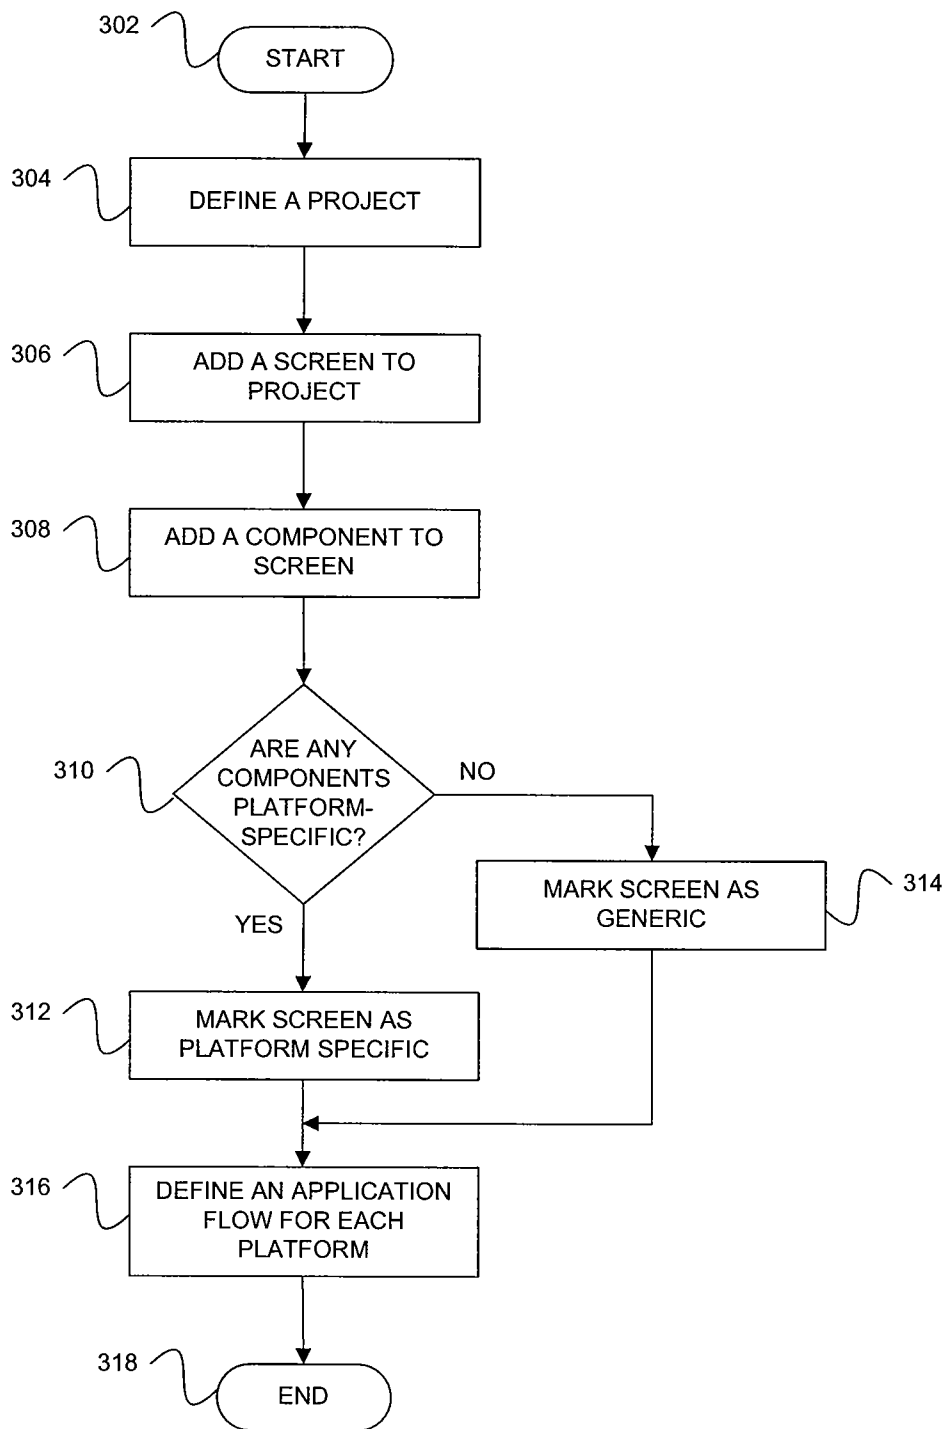 302
START
304
DEFINE A PROJECT
306
ADD A SCREEN TO
PROJECT
308
ADD A COMPONENT TO
SCREEN
310
ARE ANY
COMPONENTS
PLATFORM-
SPECIFIC?
NO
YES
MARK SCREEN AS
GENERIC
314
312
MARK SCREEN AS
PLATFORM SPECIFIC
316
DEFINE AN APPLICATION
FLOW FOR EACH
PLATFORM
318
END